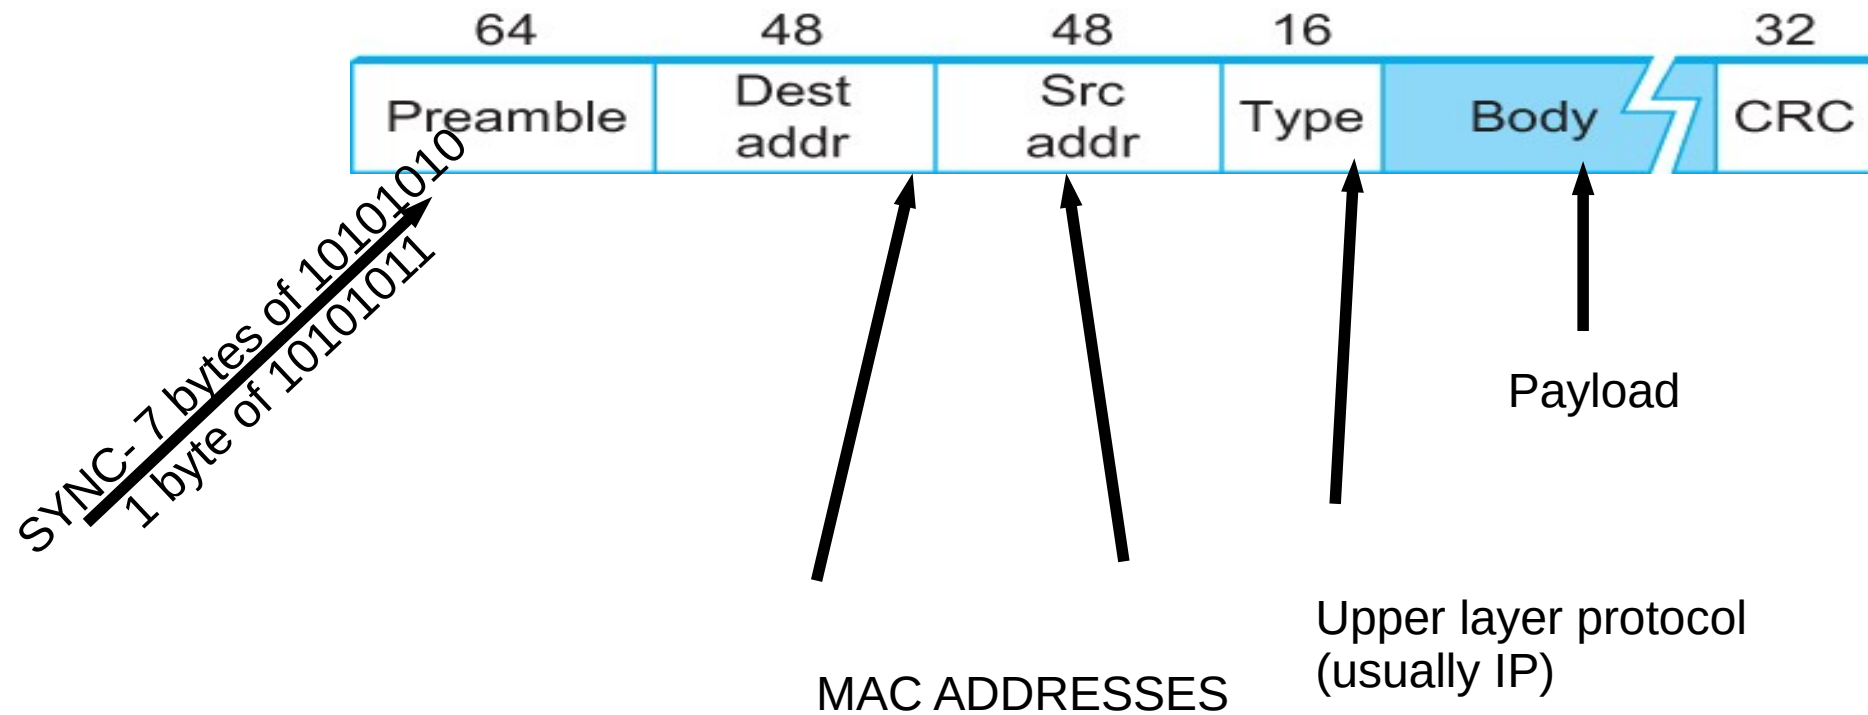 64 48 48 16 32
Preamble
Dest
addr
Src
addr
Type
Body
CRC
SYNC- 7 bytes of 10101010
1 byte of 10101011
MAC ADDRESSES
Upper layer protocol
(usually IP)
Payload